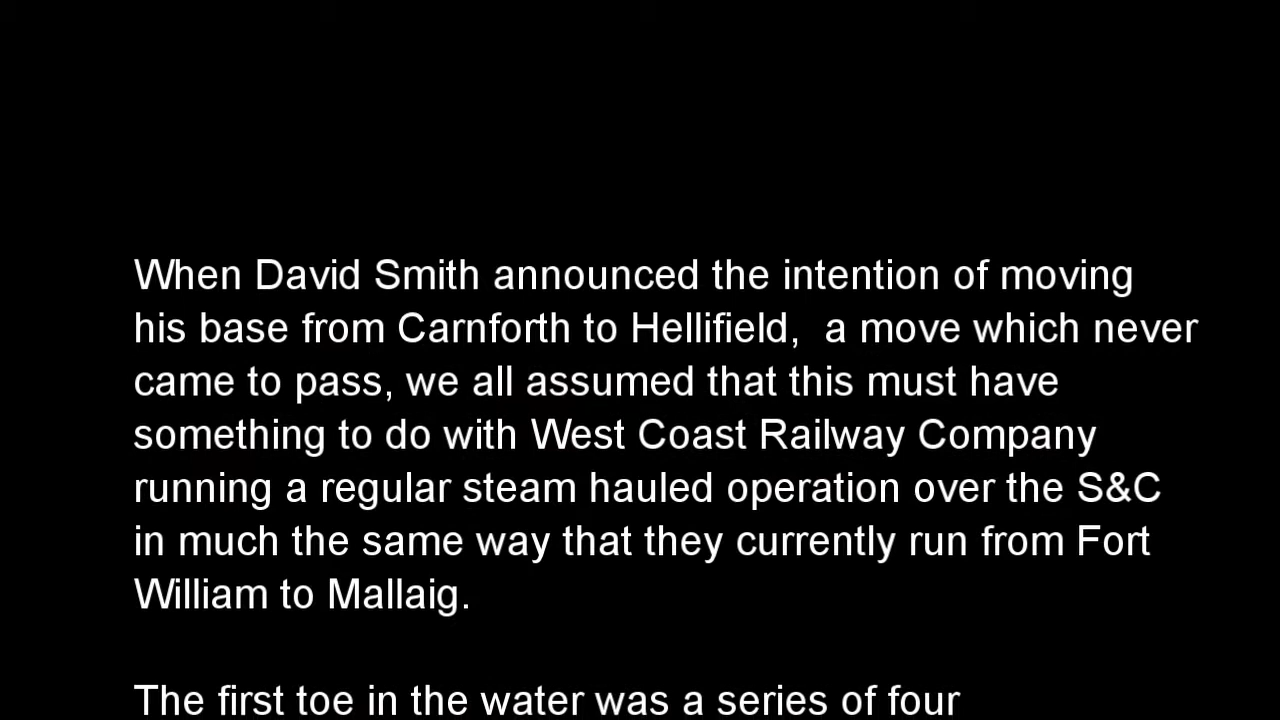 When David Smith announced the intention of moving
his base from Carnforth to Hellifield,  a move which never
came to pass, we all assumed that this must have
something to do with West Coast Railway Company
running a regular steam hauled operation over the S&C
in much the same way that they currently run from Fort
William to Mallaig.
The first toe in the water was a series of four